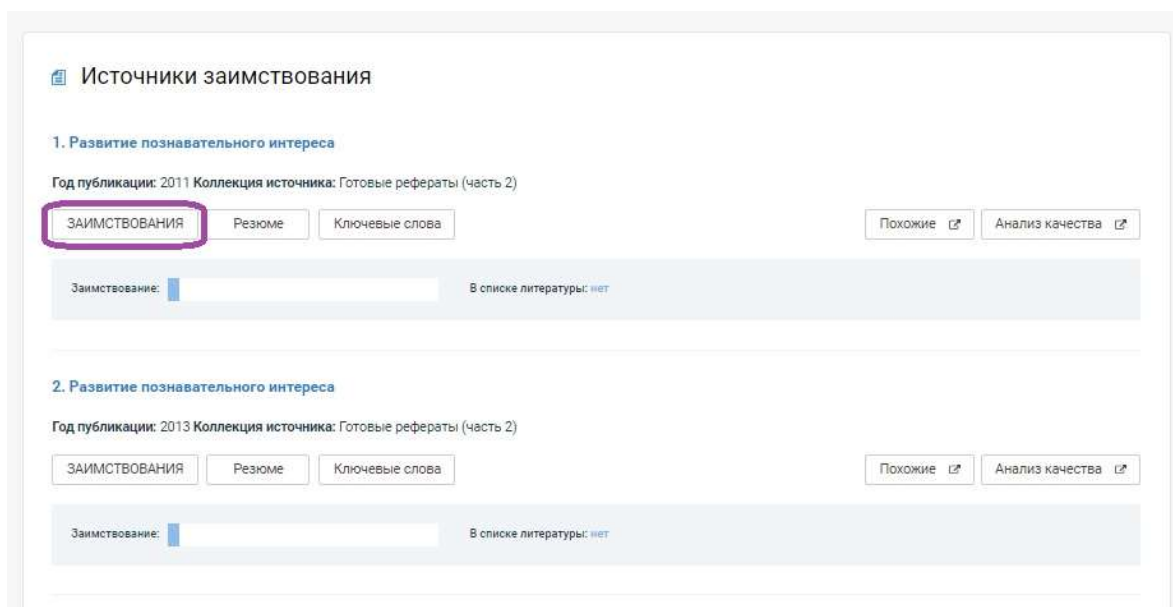 Источники заимствования
1. Развитие познавательного интереса
Год публикации: 2011 Коллекция источника: Готовые рефераты (часть 2)
ЗАИМСТВОВАНИЯ Резюме Ключевые слова Похожие Анализ качества
Заимствование: В списке литературы: нет
2. Развитие познавательного интереса
Год публикации: 2013 Коллекция источника: Готовые рефераты (часть 2)
ЗАИМСТВОВАНИЯ Резюме Ключевые слова Похожие Анализ качества
Заимствование: В списке литературы: нет